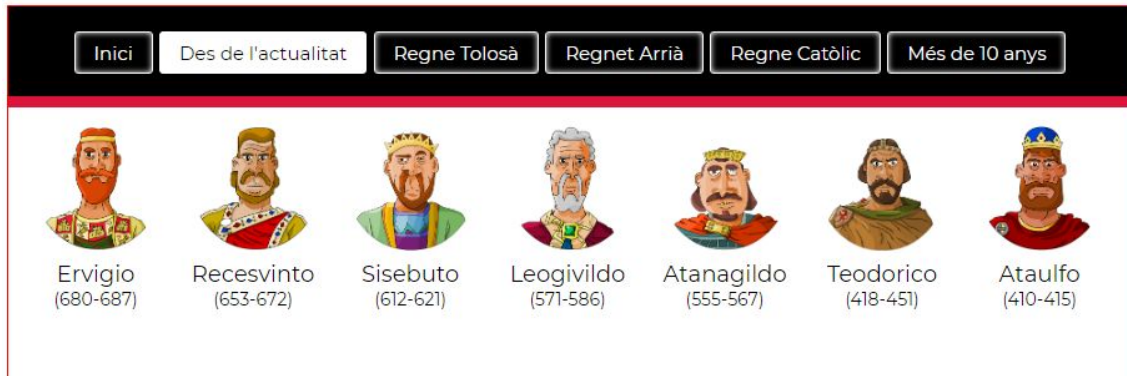 Inici Des de l'actualitat Regne Tolosà Regnet Arrià Regne Catòlic Més de 10 anys
Ervigio Recesvinto Sisebuto Leogivildo Atanagildo Teodorico Ataulfo
(680-687) (653-672) (612-621) (571-586) (555-567) (418-451) (410-415)